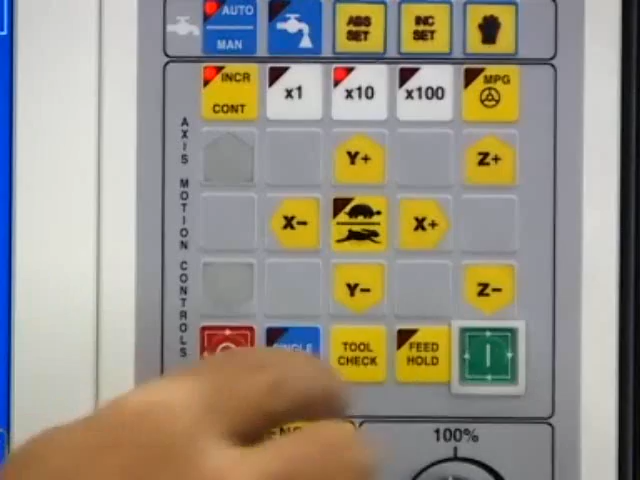 AUTO
MAN
ABS
SET
INC
SET
INCR
CONT
x1
x10
x100
MPG
AXIS MOTION CONTROLS
Y+
Z+
X-
X+
Y-
Z-
TOOL
CHECK
FEED
HOLD
100%